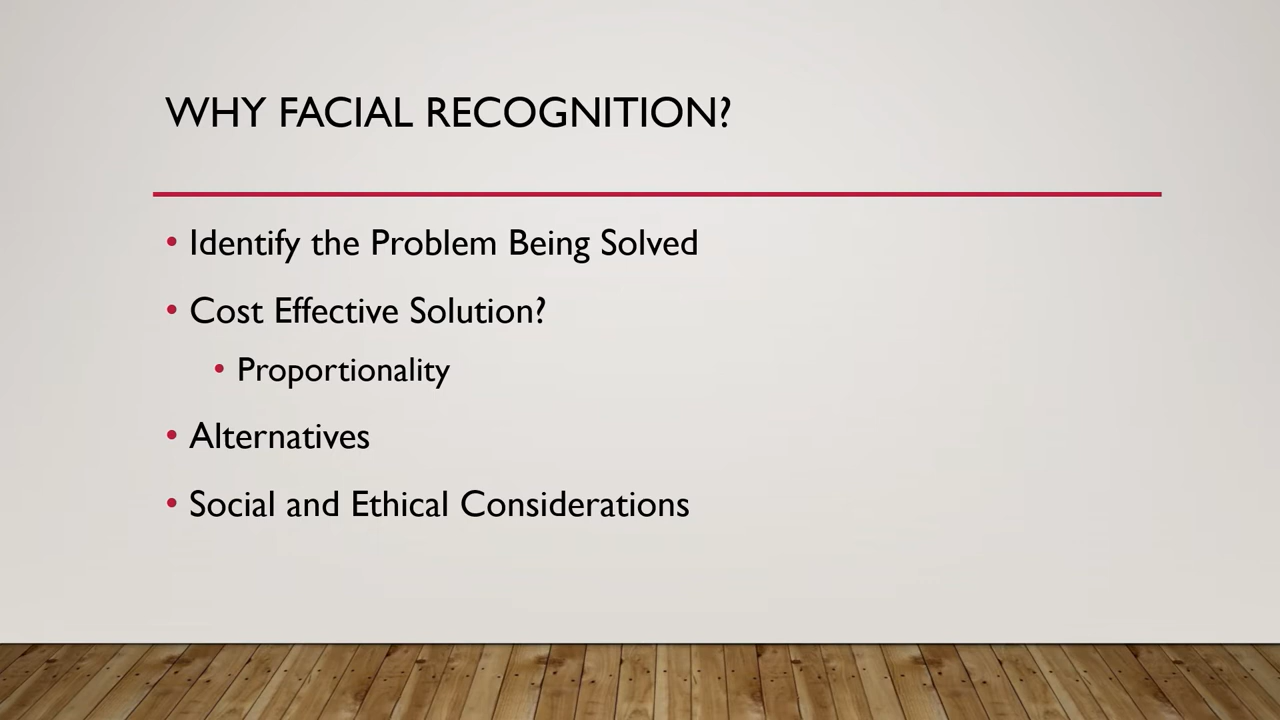 WHY FACIAL RECOGNITION?
• Identify the Problem Being Solved
• Cost Effective Solution?
• Proportionality
• Alternatives
• Social and Ethical Considerations